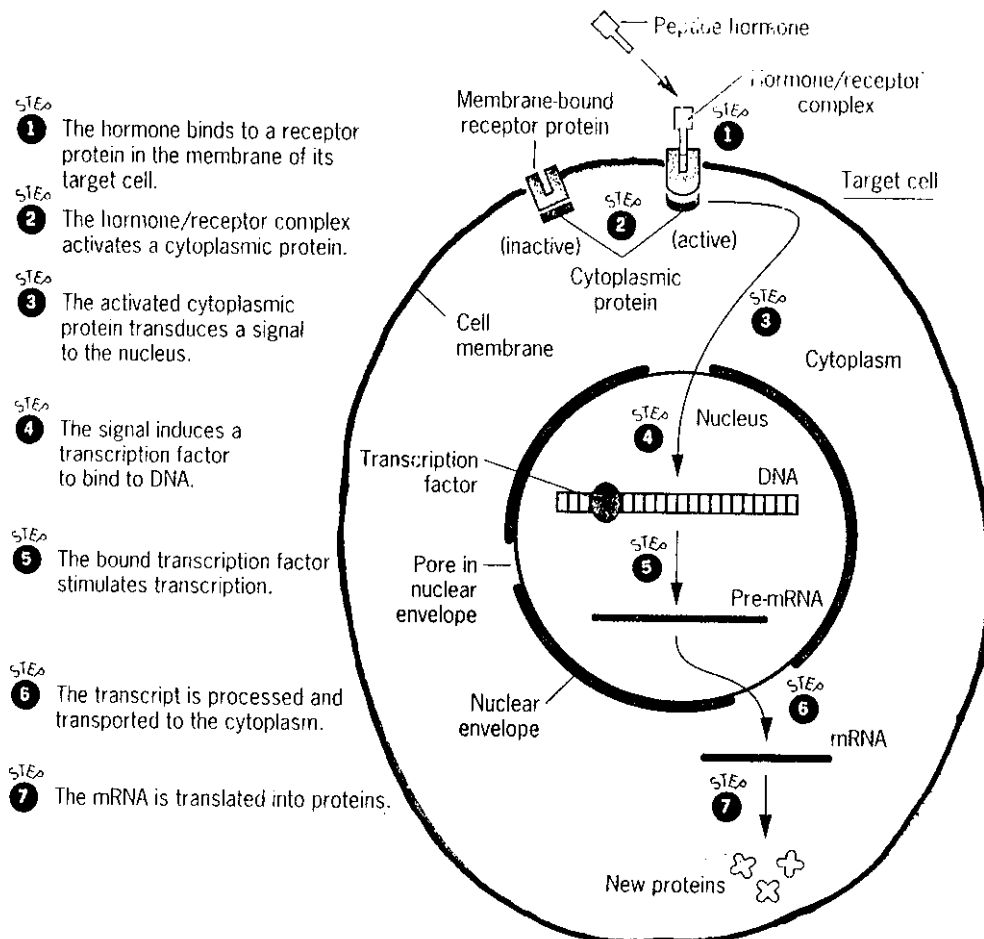 STEP
1 The hormone binds to a receptor
protein in the membrane of its
target cell.
STEP
2 The hormone/receptor complex
activates a cytoplasmic protein.
STEP
3 The activated cytoplasmic
protein transduces a signal
to the nucleus.
STEP
4 The signal induces a
transcription factor
to bind to DNA.
STEP
5 The bound transcription factor
stimulates transcription.
STEP
6 The transcript is processed and
transported to the cytoplasm.
STEP
7 The mRNA is translated into proteins.
Peptide hormone
Hormone/receptor
complex
STEP
1
Membrane-bound
receptor protein
Target cell
STEP
2
(inactive)
(active)
Cytoplasmic
protein
STEP
3
Cell
membrane
Cytoplasm
Nucleus
STEP
4
Transcription
factor
DNA
STEP
5
Pore in
nuclear
envelope
Pre-mRNA
Nuclear
envelope
STEP
6
mRNA
STEP
7
New proteins